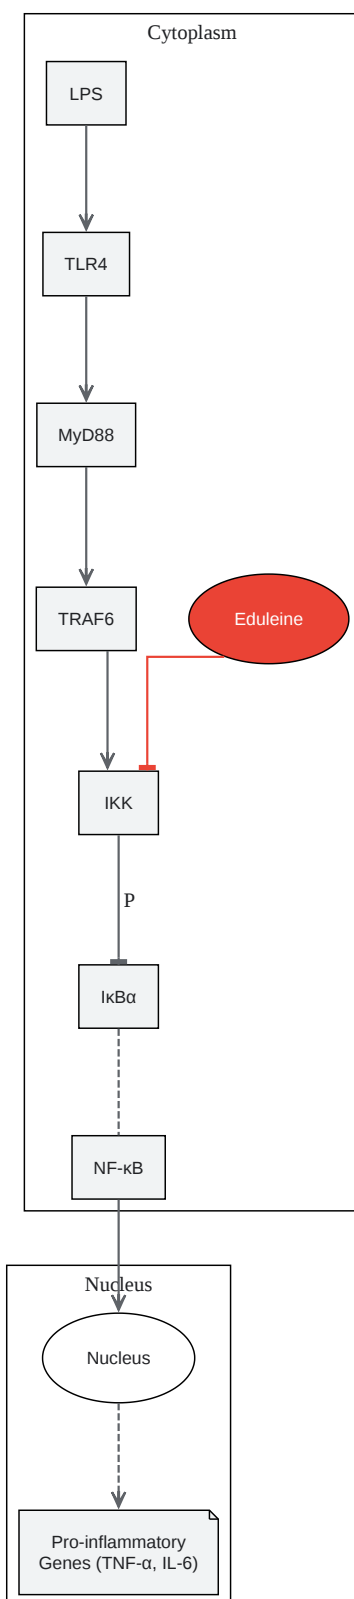 Cytoplasm
LPS
TLR4
MyD88
TRAF6
Eduleine
IKK
P
IκBα
NF-κB
Nucleus
Nucleus
Pro-inflammatory
Genes (TNF-α, IL-6)